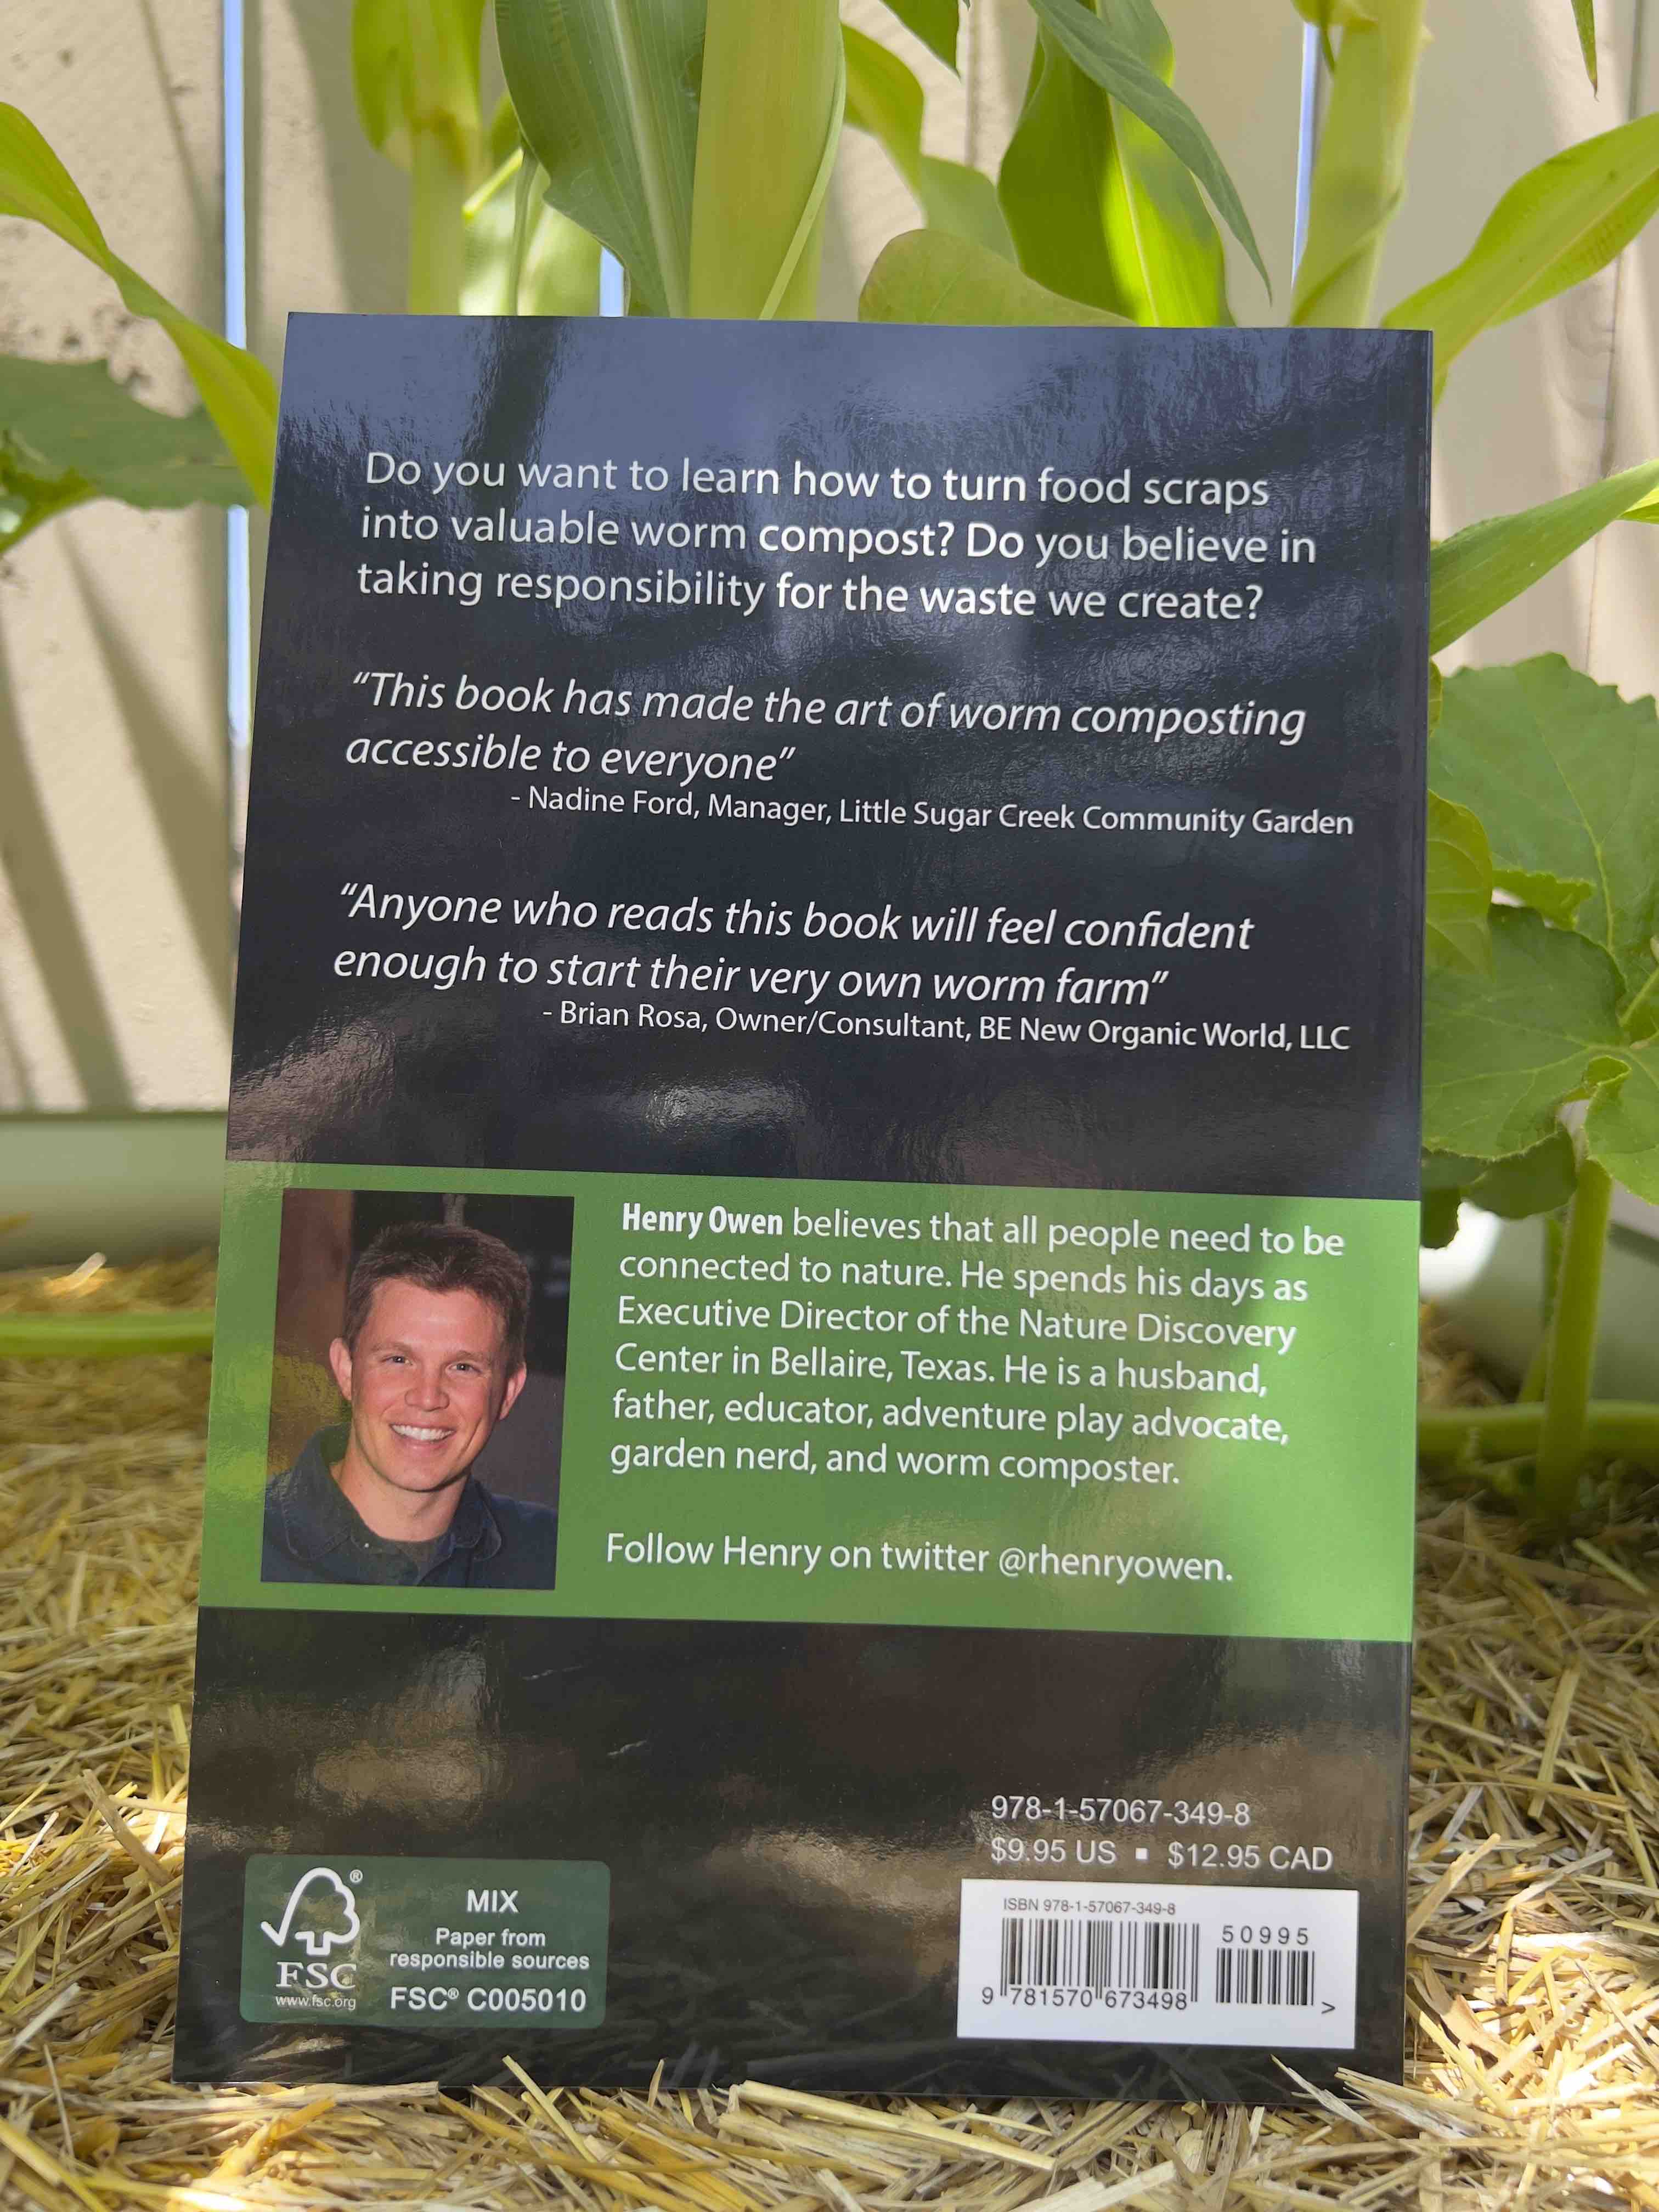 Do you want to learn how to turn food scraps
into valuable worm compost? Do you believe in
taking responsibility for the waste we create?
“This book has made the art of worm composting
accessible to everyone”
- Nadine Ford, Manager, Little Sugar Creek Community Garden
“Anyone who reads this book will feel confident
enough to start their very own worm farm”
- Brian Rosa, Owner/Consultant, BE New Organic World, LLC
Henry Owen believes that all people need to be
connected to nature. He spends his days as
Executive Director of the Nature Discovery
Center in Bellaire, Texas. He is a husband,
father, educator, adventure play advocate,
garden nerd, and worm composter.
Follow Henry on twitter @rhenryowen.
978-1-57067-349-8
$9.95 US ▪ $12.95 CAD
®
FSC
www.fsc.org
MIX
Paper from
responsible sources
FSC® C005010
ISBN 978-1-57067-349-8
50995
9 781570 673498 >